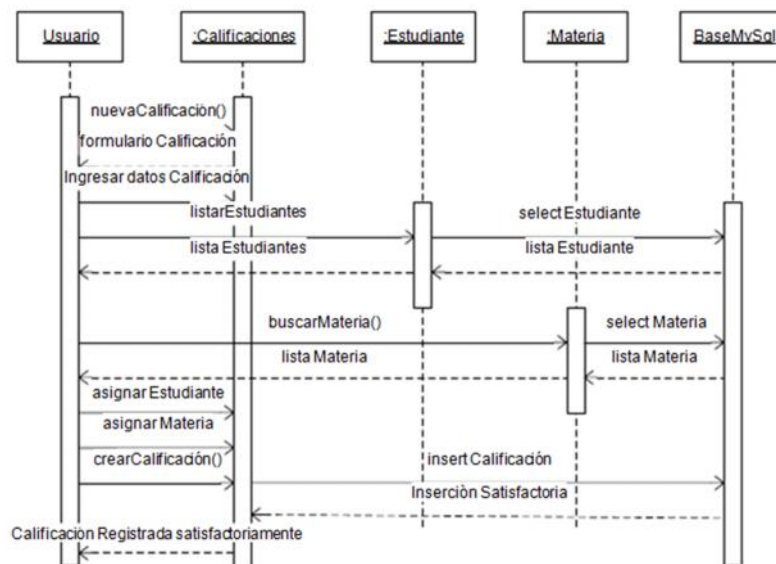 Usuario
:Calificaciones
:Estudiante
:Materia
BaseMySql
nuevaCalificación()
formulario Calificación
Ingresar datos Calificación
listarEstudiantes
select Estudiante
lista Estudiantes
lista Estudiante
buscarMateria()
select Materia
lista Materia
lista Materia
asignar Estudiante
asignar Materia
crearCalificación()
insert Calificación
Inserciòn Satisfactoria
Calificación Registrada satisfactoriamente